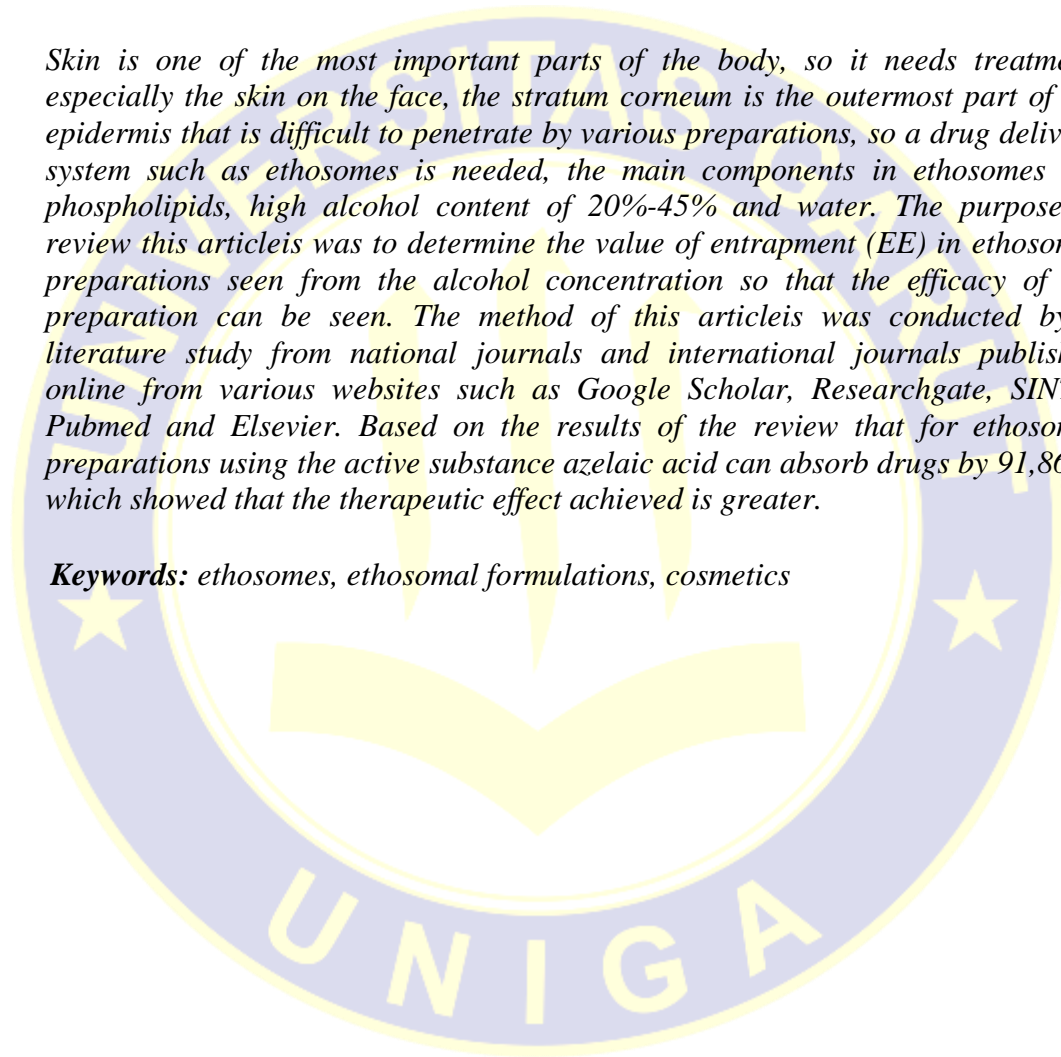 Skin is one of the most important parts of the body, so it needs treatme
especially the skin on the face, the stratum corneum is the outermost part of
epidermis that is difficult to penetrate by various preparations, so a drug deliv
system such as ethosomes is needed, the main components in ethosomes
phospholipids, high alcohol content of 20%-45% and water. The purpose
review this articleis was to determine the value of entrapment (EE) in ethoson
preparations seen from the alcohol concentration so that the efficacy of
preparation can be seen. The method of this articleis was conducted by
literature study from national journals and international journals publish
online from various websites such as Google Scholar, Researchgate, SIN
Pubmed and Elsevier. Based on the results of the review that for ethoson
preparations using the active substance azelaic acid can absorb drugs by 91,86
which showed that the therapeutic effect achieved is greater.
Keywords: ethosomes, ethosomal formulations, cosmetics
UNIVERSITAS GARUT
UNIGA